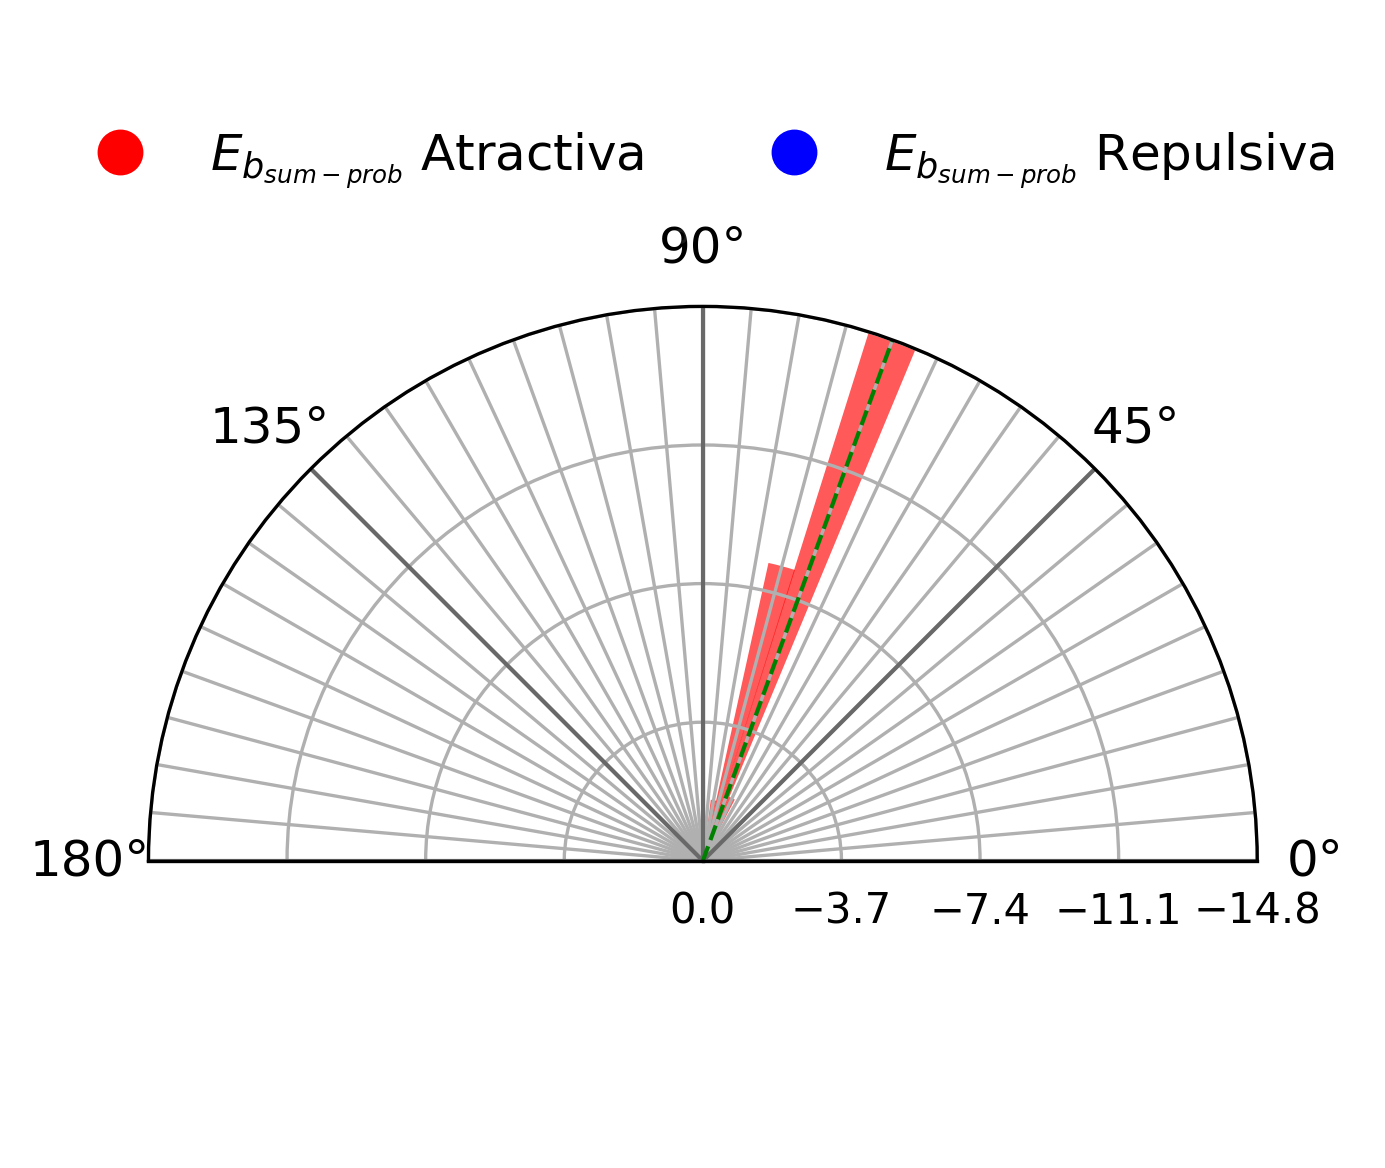 E_{b_{sum-prob}} Atractiva E_{b_{sum-prob}} Repulsiva
90°
135° 45°
180° 0°
0.0 −3.7 −7.4 −11.1 −14.8